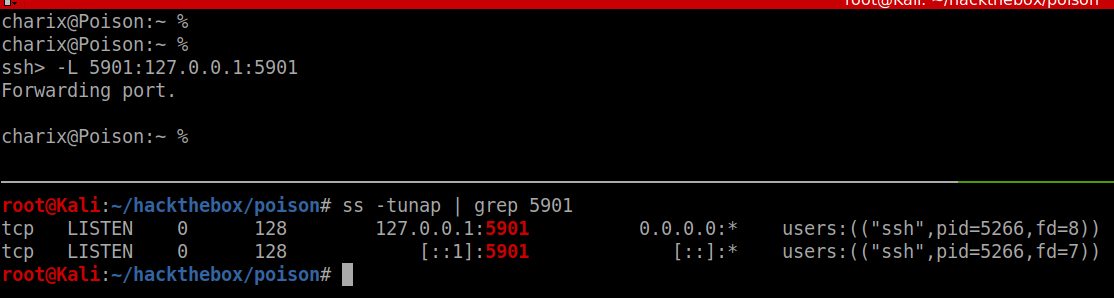 root@Kali: ~/hackthebox/poison
charix@Poison:~ %
charix@Poison:~ %
ssh> -L 5901:127.0.0.1:5901
Forwarding port.
charix@Poison:~ %
root@Kali:~/hackthebox/poison# ss -tunap | grep 5901
tcp LISTEN 0 128 127.0.0.1:5901 0.0.0.0:* users:(("ssh",pid=5266,fd=8))
tcp LISTEN 0 128 [::1]:5901 [::]:* users:(("ssh",pid=5266,fd=7))
root@Kali:~/hackthebox/poison#